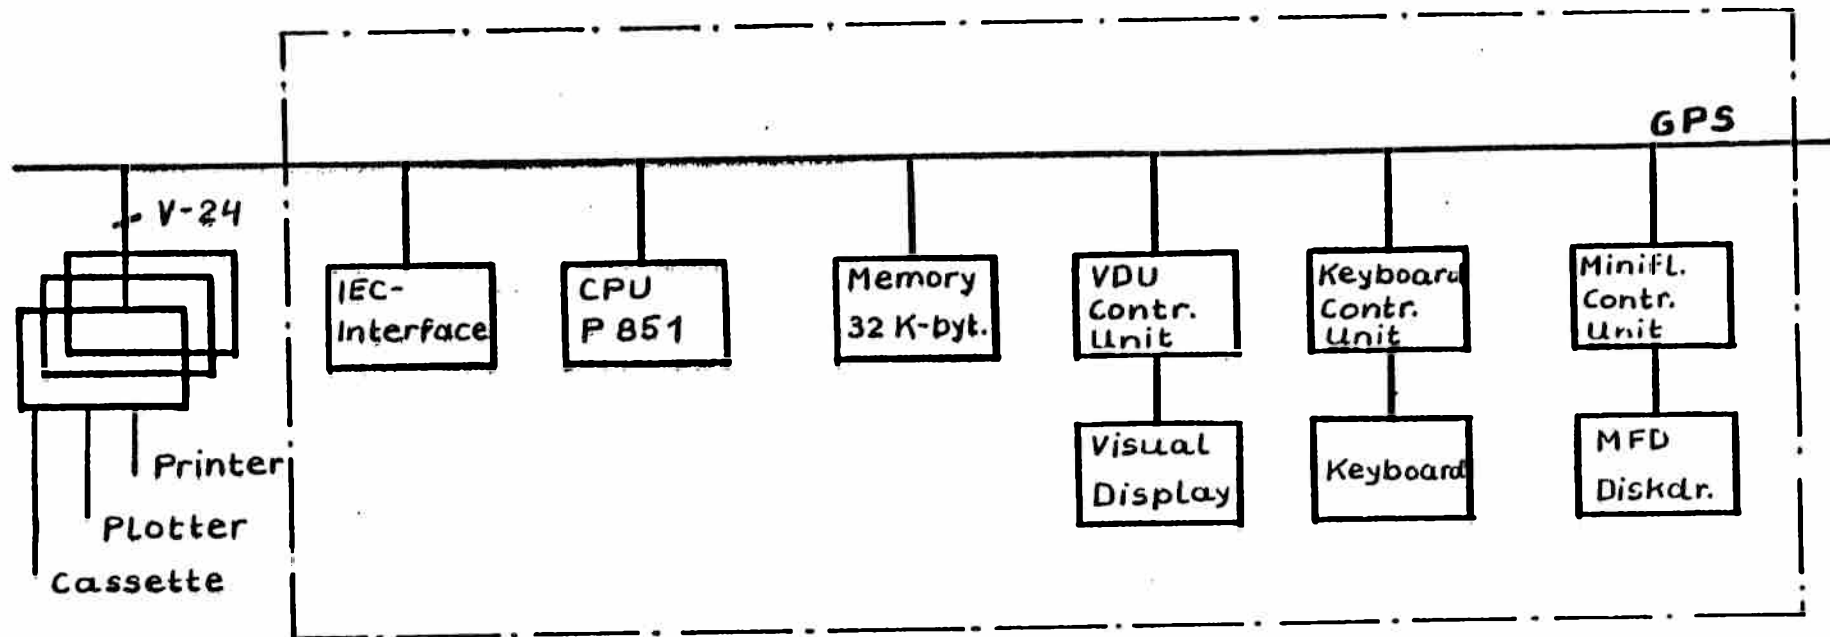 GPS
V-24
IEC-
Interface
CPU
P 851
Memory
32 K-byt.
VDU
Contr.
Unit
Keyboard
Contr.
Unit
Minifl.
Contr.
Unit
Visual
Display
Keyboard
MFD
Diskdr.
Printer
Plotter
Cassette